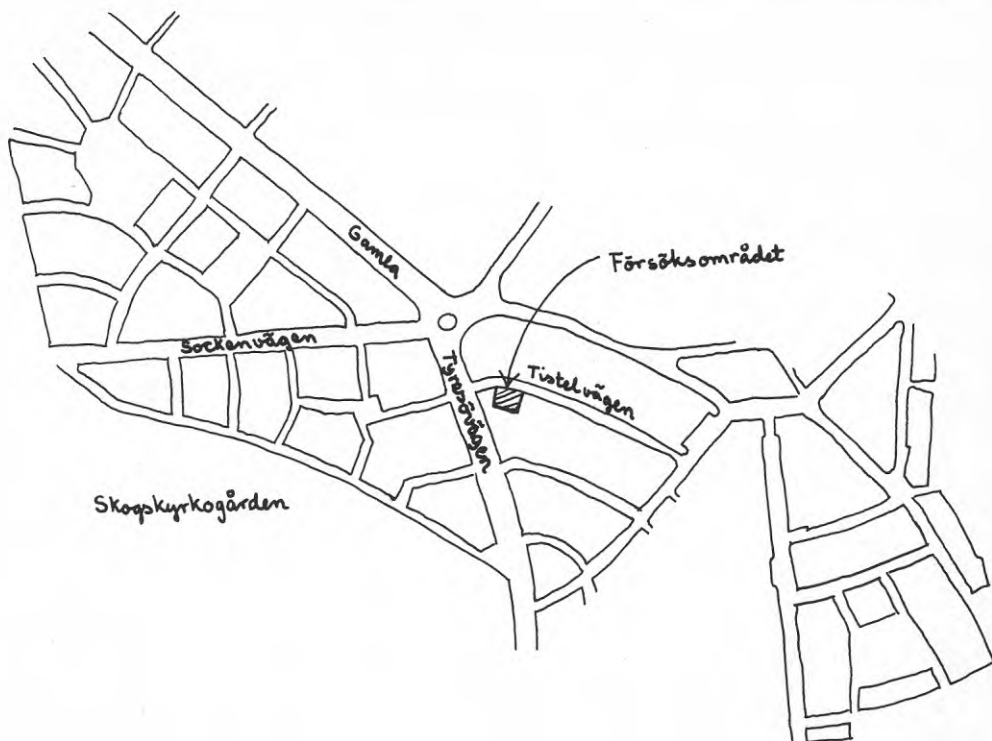 Gamla
Försöksområdet
Sockenvägen
Tyresövägen
Tistelvägen
Skogskyrkogården